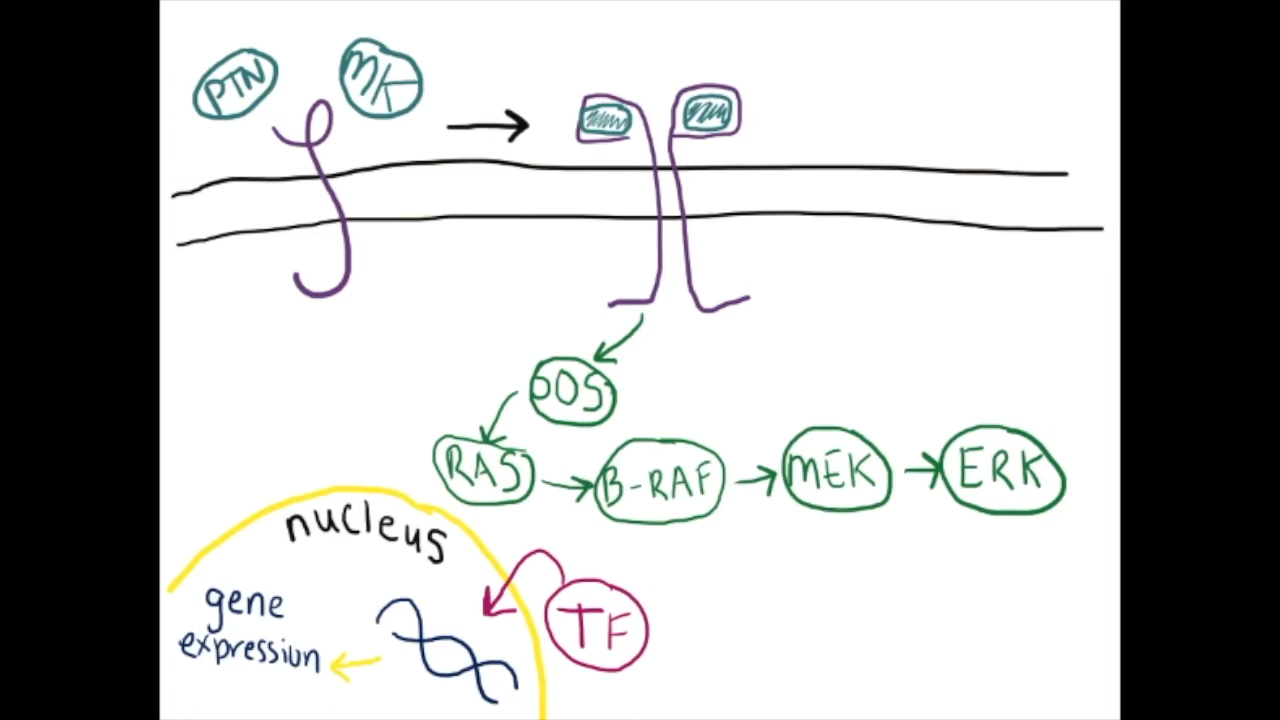 PTN
MK
SOS
RAS
B-RAF
MEK
ERK
nucleus
TF
gene
expression